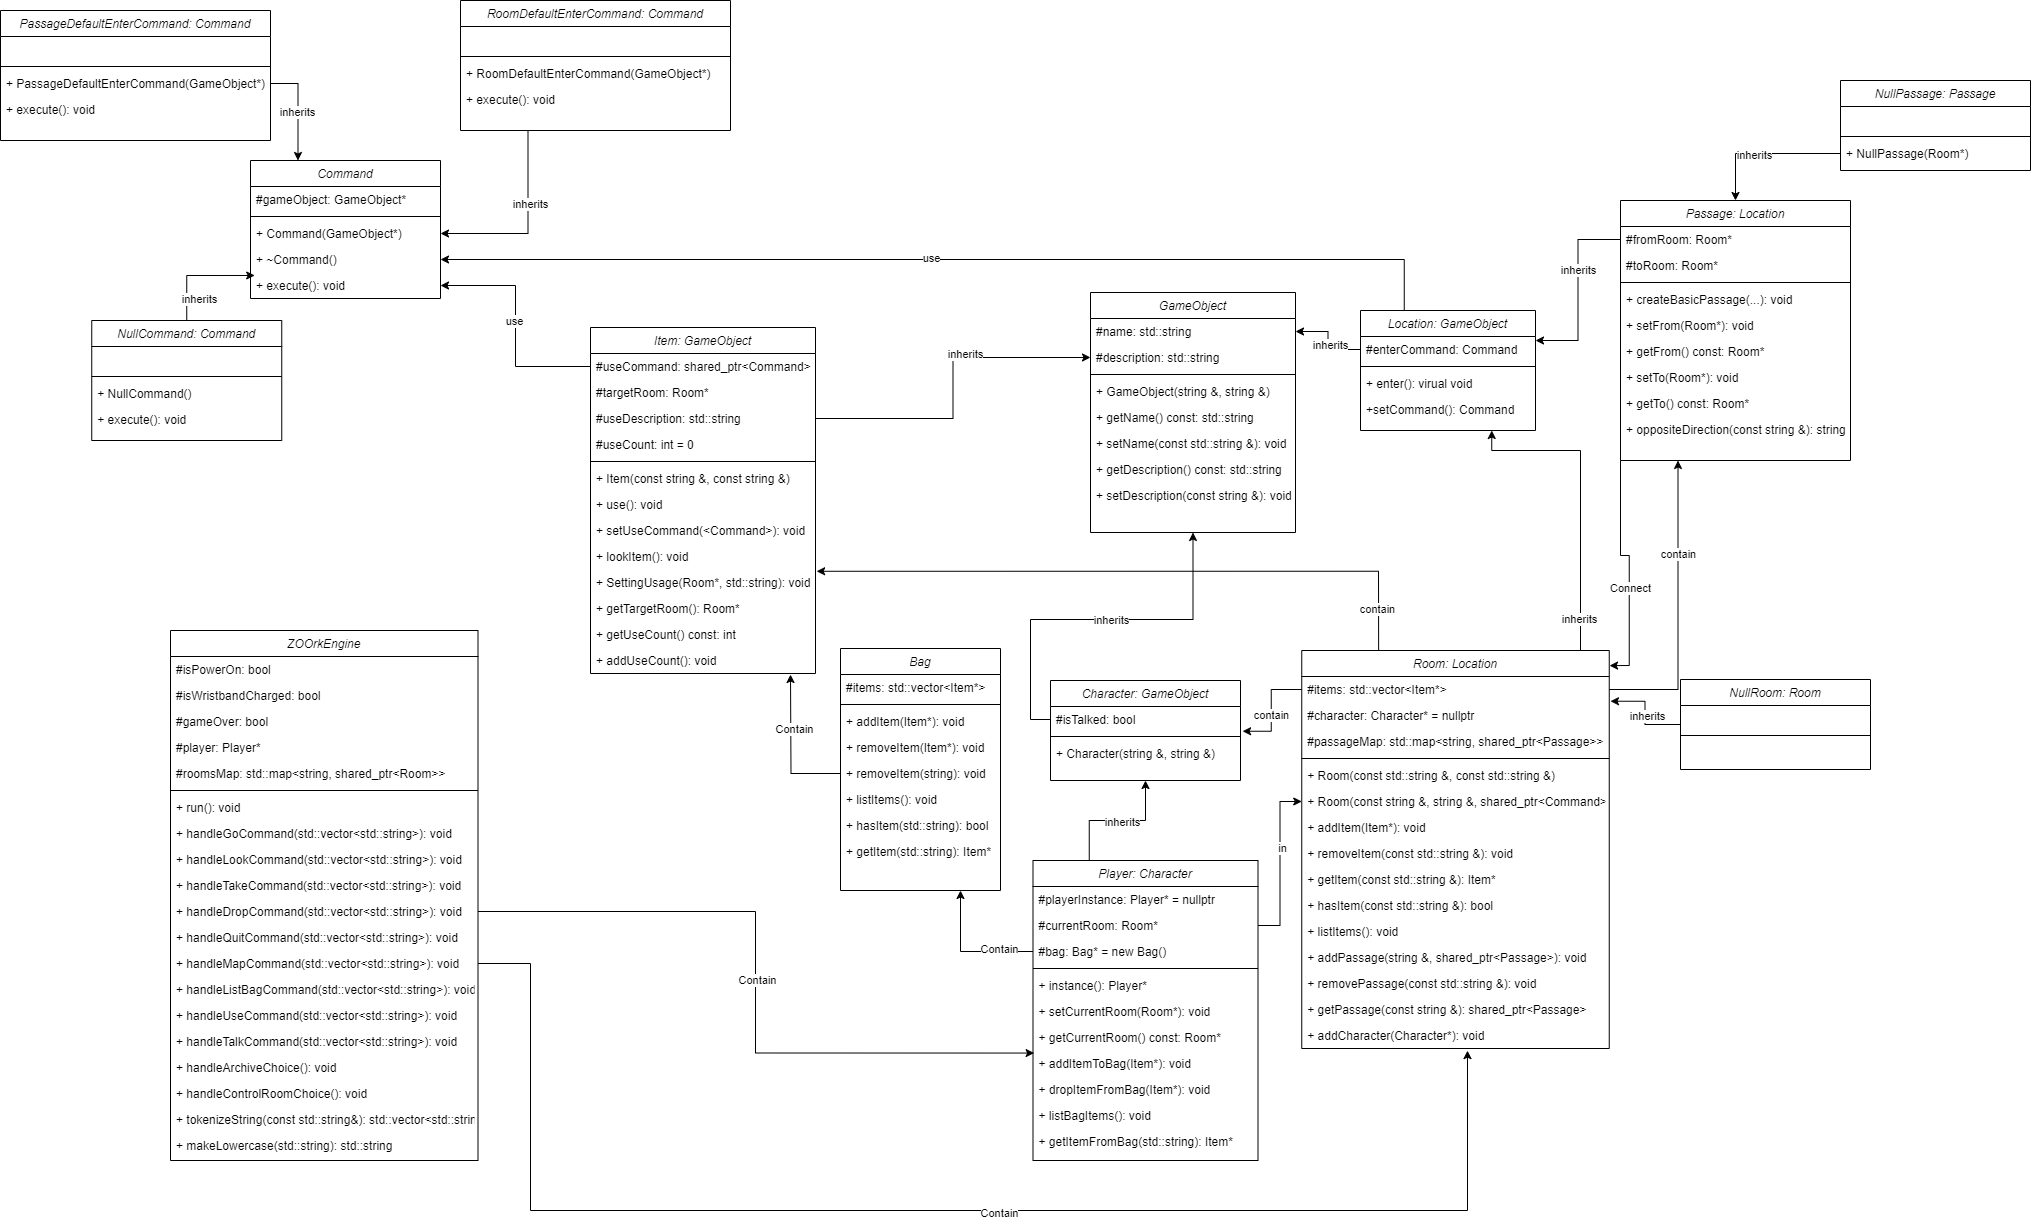 PassageDefaultEnterCommand: Command
+ PassageDefaultEnterCommand(GameObject*)
+ execute(): void
inherits
RoomDefaultEnterCommand: Command
+ RoomDefaultEnterCommand(GameObject*)
+ execute(): void
inherits
NullPassage: Passage
+ NullPassage(Room*)
inherits
Command
#gameObject: GameObject*
+ Command(GameObject*)
+ ~Command()
+ execute(): void
inherits
NullCommand: Command
+ NullCommand()
+ execute(): void
use
use
Passage: Location
#fromRoom: Room*
#toRoom: Room*
+ createBasicPassage(...): void
+ setFrom(Room*): void
+ getFrom() const: Room*
+ setTo(Room*): void
+ getTo() const: Room*
+ oppositeDirection(const string &): string
inherits
Location: GameObject
#enterCommand: Command
+ enter(): virual void
+setCommand(): Command
inherits
GameObject
#name: std::string
#description: std::string
+ GameObject(string &, string &)
+ getName() const: std::string
+ setName(const std::string &): void
+ getDescription() const: std::string
+ setDescription(const string &): void
inherits
Item: GameObject
#useCommand: shared_ptr<Command>
#targetRoom: Room*
#useDescription: std::string
#useCount: int = 0
+ Item(const string &, const string &)
+ use(): void
+ setUseCommand(<Command>): void
+ lookItem(): void
+ SettingUsage(Room*, std::string): void
+ getTargetRoom(): Room*
+ getUseCount() const: int
+ addUseCount(): void
contain
Connect
contain
inherits
inherits
ZOOrkEngine
#isPowerOn: bool
#isWristbandCharged: bool
#gameOver: bool
#player: Player*
#roomsMap: std::map<string, shared_ptr<Room>>
+ run(): void
+ handleGoCommand(std::vector<std::string>): void
+ handleLookCommand(std::vector<std::string>): void
+ handleTakeCommand(std::vector<std::string>): void
+ handleDropCommand(std::vector<std::string>): void
+ handleQuitCommand(std::vector<std::string>): void
+ handleMapCommand(std::vector<std::string>): void
+ handleListBagCommand(std::vector<std::string>): void
+ handleUseCommand(std::vector<std::string>): void
+ handleTalkCommand(std::vector<std::string>): void
+ handleArchiveChoice(): void
+ handleControlRoomChoice(): void
+ tokenizeString(const std::string&): std::vector<std::strin
+ makeLowercase(std::string): std::string
Contain
Bag
#items: std::vector<Item*>
+ addItem(Item*): void
+ removeItem(Item*): void
+ removeItem(string): void
+ listItems(): void
+ hasItem(std::string): bool
+ getItem(std::string): Item*
Character: GameObject
#isTalked: bool
+ Character(string &, string &)
contain
inherits
in
Contain
Contain
Player: Character
#playerInstance: Player* = nullptr
#currentRoom: Room*
#bag: Bag* = new Bag()
+ instance(): Player*
+ setCurrentRoom(Room*): void
+ getCurrentRoom() const: Room*
+ addItemToBag(Item*): void
+ dropItemFromBag(Item*): void
+ listBagItems(): void
+ getItemFromBag(std::string): Item*
Room: Location
#items: std::vector<Item*>
#character: Character* = nullptr
#passageMap: std::map<string, shared_ptr<Passage>>
+ Room(const std::string &, const std::string &)
+ Room(const string &, string &, shared_ptr<Command>
+ addItem(Item*): void
+ removeItem(const std::string &): void
+ getItem(const std::string &): Item*
+ hasItem(const std::string &): bool
+ listItems(): void
+ addPassage(string &, shared_ptr<Passage>): void
+ removePassage(const std::string &): void
+ getPassage(const string &): shared_ptr<Passage>
+ addCharacter(Character*): void
NullRoom: Room
inherits
Contain